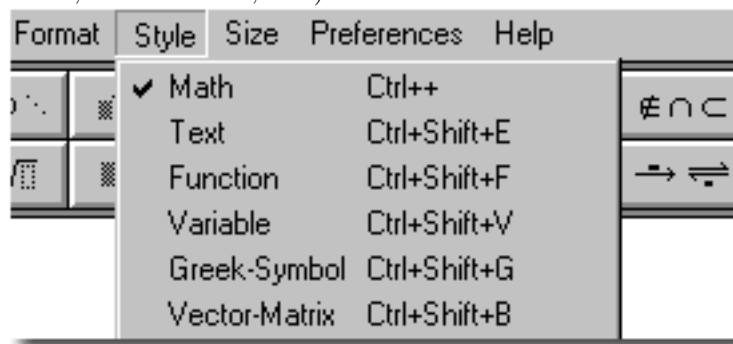 Format Style Size Preferences Help
✔ Math Ctrl++
Text Ctrl+Shift+E
Function Ctrl+Shift+F
Variable Ctrl+Shift+V
Greek-Symbol Ctrl+Shift+G
Vector-Matrix Ctrl+Shift+B
∉∩⊂